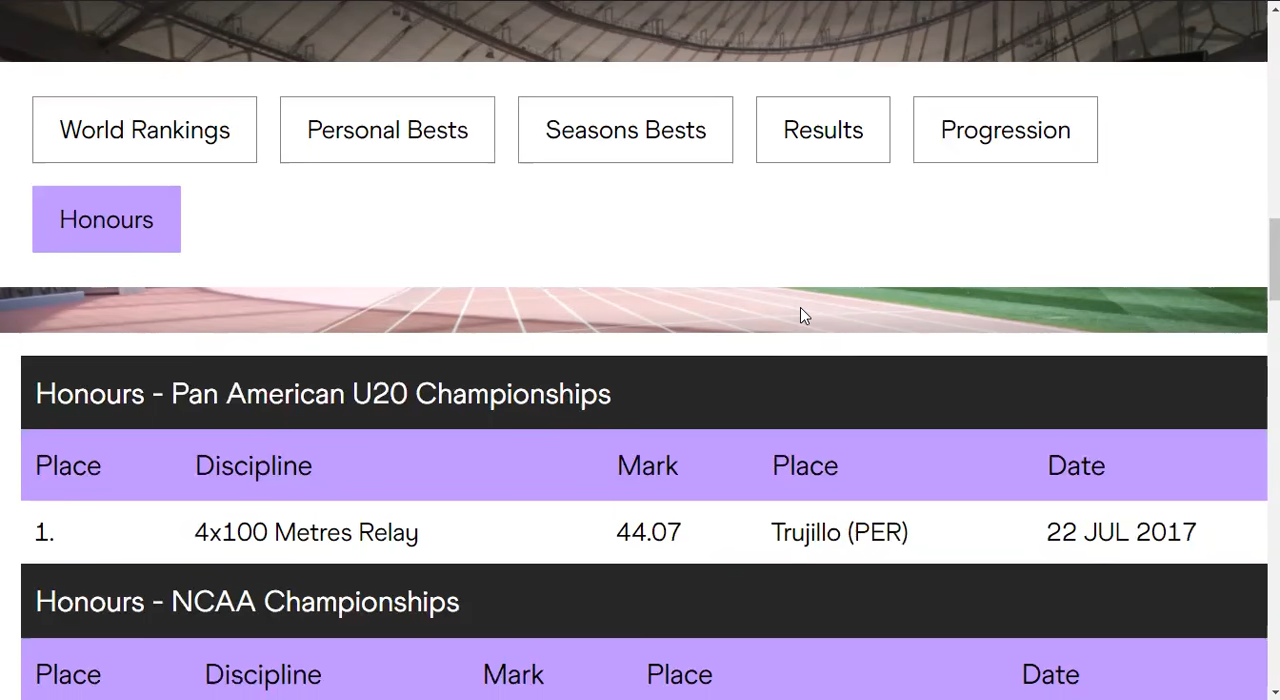 World Rankings Personal Bests Seasons Bests Results Progression
Honours
Honours - Pan American U20 Championships
Place Discipline Mark Place Date
1. 4x100 Metres Relay 44.07 Trujillo (PER) 22 JUL 2017
Honours - NCAA Championships
Place Discipline Mark Place Date